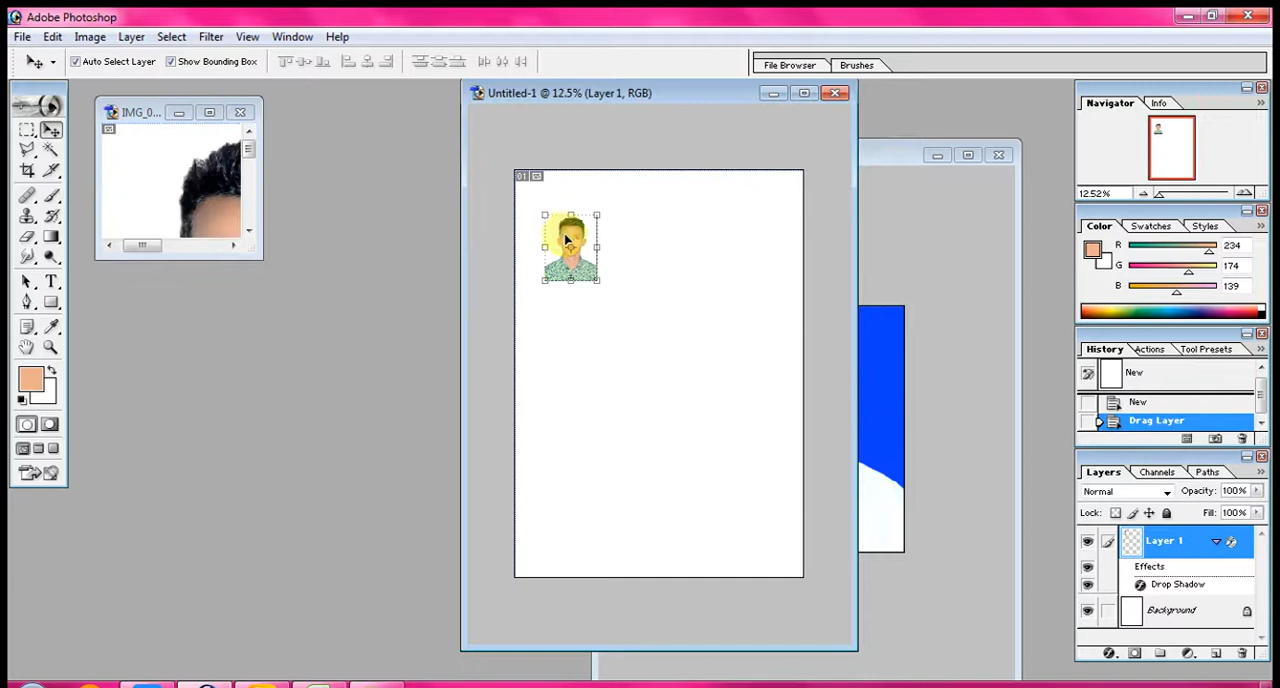 Adobe Photoshop
File Edit Image Layer Select Filter View Window Help
Auto Select Layer Show Bounding Box
File Browser Brushes
IMG_0...
Untitled-1 @ 12.5% (Layer 1, RGB)
01
Navigator Info
12.52%
Color Swatches Styles
R 234
G 174
B 139
History Actions Tool Presets
New
New
Drag Layer
Layers Channels Paths
Normal Opacity: 100%
Lock: Fill: 100%
Layer 1
Effects
Drop Shadow
Background